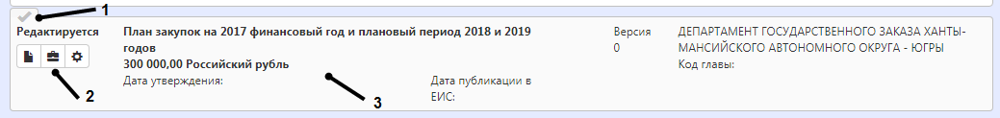 1
Редактируется
2
План закупок на 2017 финансовый год и плановый период 2018 и 2019
годов
300 000,00 Российский рубль
Дата утверждения:
Дата публикации в
ЕИС:
3
Версия
0
ДЕПАРТАМЕНТ ГОСУДАРСТВЕННОГО ЗАКАЗА ХАНТЫ-
МАНСИЙСКОГО АВТОНОМНОГО ОКРУГА - ЮГРЫ
Код главы: